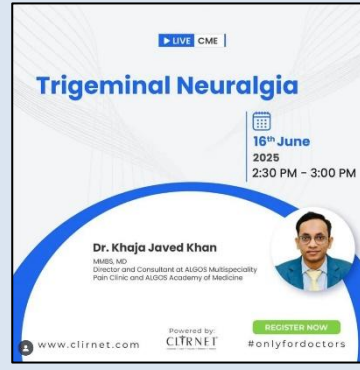 LIVE CME
Trigeminal Neuralgia
16th June
2025
2:30 PM - 3:00 PM
Dr. Khaja Javed Khan
MMBS, MD
Director and Consultant at ALGOS Multispeciality
Pain Clinic and ALGOS Academy of Medicine
Powered by
CLIRNET
REGISTER NOW
www.clirnet.com
#onlyfordoctors